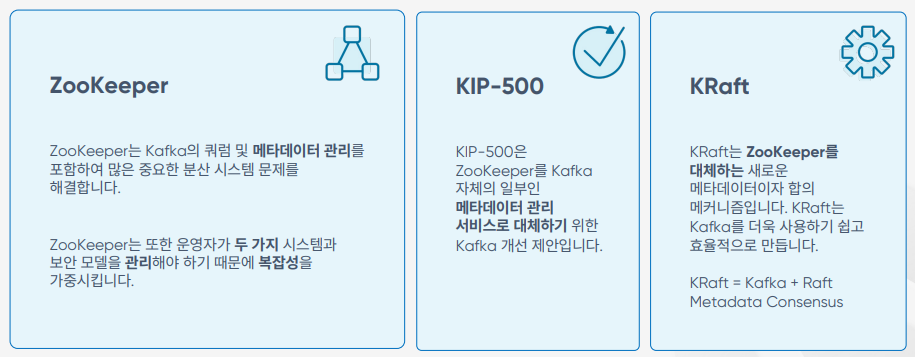 ZooKeeper
ZooKeeper는 Kafka의 쿼럼 및 메타데이터 관리를
포함하여 많은 중요한 분산 시스템 문제를
해결합니다.
ZooKeeper는 또한 운영자가 두 가지 시스템과
보안 모델을 관리해야 하기 때문에 복잡성을
가중시킵니다.
KIP-500
KIP-500은
ZooKeeper를 Kafka
자체의 일부인
메타데이터 관리
서비스로 대체하기 위한
Kafka 개선 제안입니다.
KRaft
KRaft는 ZooKeeper를
대체하는 새로운
메타데이터이자 합의
메커니즘입니다. KRaft는
Kafka를 더욱 사용하기 쉽고
효율적으로 만듭니다.
KRaft = Kafka + Raft
Metadata Consensus